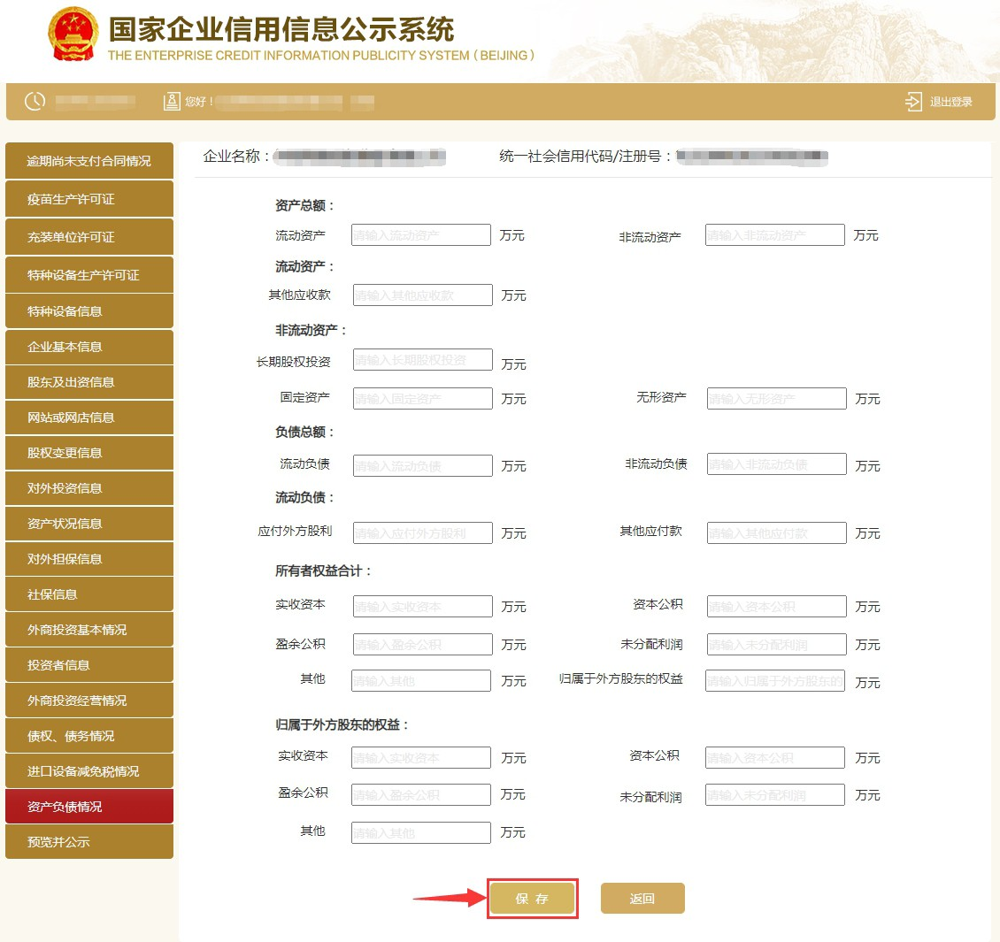 国家企业信用信息公示系统
THE ENTERPRISE CREDIT INFORMATION PUBLICITY SYSTEM ( BEIJING )
您好！
退出登录
逾期尚未支付合同情况
疫苗生产许可证
充装单位许可证
特种设备生产许可证
特种设备信息
企业基本信息
股东及出资信息
网站或网店信息
股权变更信息
对外投资信息
资产状况信息
对外担保信息
社保信息
外商投资基本情况
投资者信息
外商投资经营情况
债权、债务情况
进口设备减免税情况
资产负债情况
预览并公示
企业名称： 统一社会信用代码/注册号：
资产总额：
流动资产 请输入流动资产 万元 非流动资产 请输入非流动资产 万元
流动资产：
其他应收款 请输入其他应收款 万元
非流动资产：
长期股权投资 请输入长期股权投资 万元
固定资产 请输入固定资产 万元 无形资产 请输入无形资产 万元
负债总额：
流动负债 请输入流动负债 万元 非流动负债 请输入非流动负债 万元
流动负债：
应付外方股利 请输入应付外方股利 万元 其他应付款 请输入其他应付款 万元
所有者权益合计：
实收资本 请输入实收资本 万元 资本公积 请输入资本公积 万元
盈余公积 请输入盈余公积 万元 未分配利润 请输入未分配利润 万元
其他 请输入其他 万元 归属于外方股东的权益 请输入归属于外方股东的 万元
归属于外方股东的权益：
实收资本 请输入实收资本 万元 资本公积 请输入资本公积 万元
盈余公积 请输入盈余公积 万元 未分配利润 请输入未分配利润 万元
其他 请输入其他 万元
保 存 返回